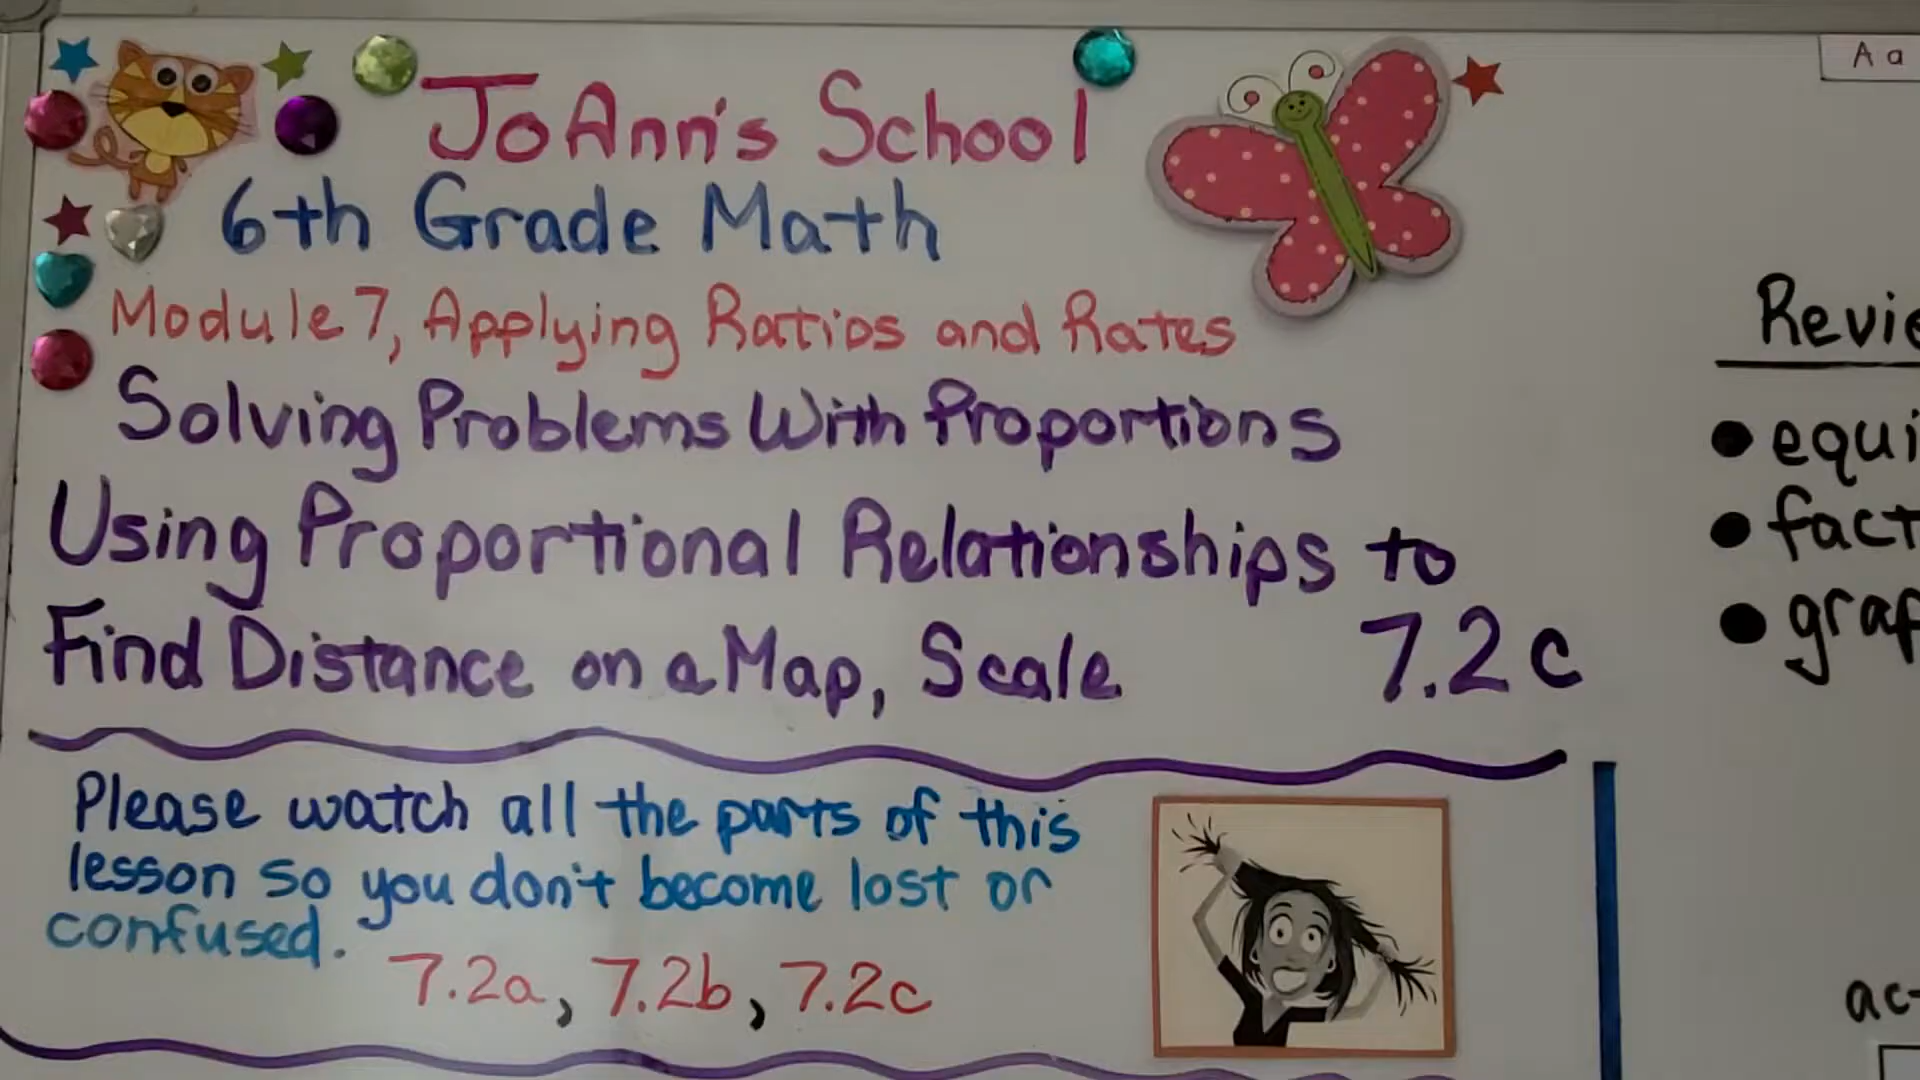 JoAnn's School
6th Grade Math
Module 7, Applying Ratios and Rates
Solving Problems With Proportions
Using Proportional Relationships to
Find Distance on a Map, Scale 7.2c
Please watch all the parts of this
lesson so you don't become lost or
confused.
7.2a, 7.2b, 7.2c
Aa